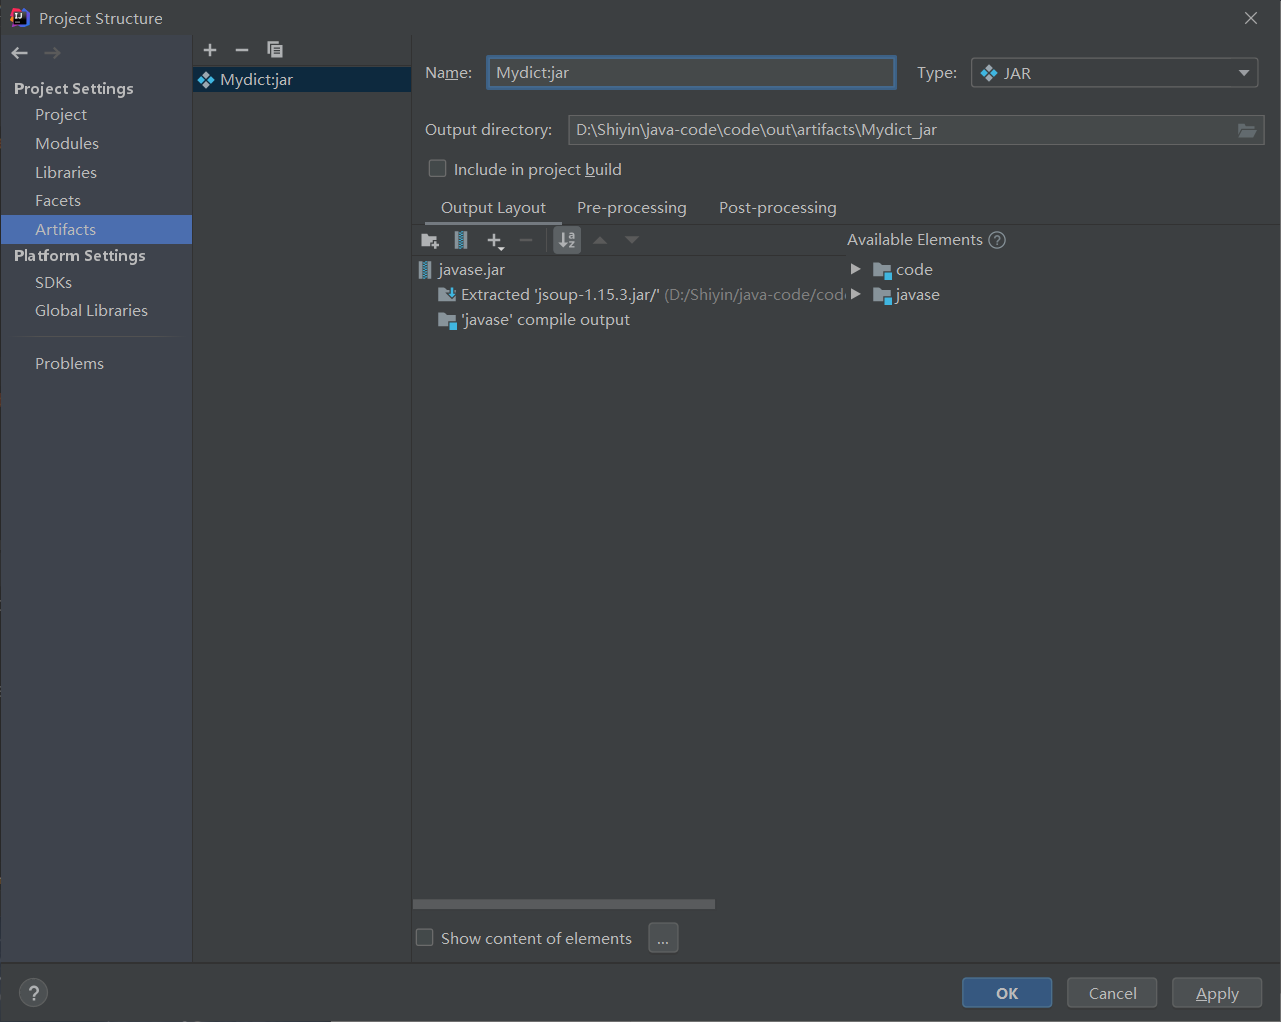 Project Structure
Project Settings
Project
Modules
Libraries
Facets
Artifacts
Platform Settings
SDKs
Global Libraries
Problems
Mydict:jar
Name: Mydict:jar Type: JAR
Output directory: D:\Shiyin\java-code\code\out\artifacts\Mydict_jar
Include in project build
Output Layout Pre-processing Post-processing
Available Elements ?
javase.jar
Extracted 'jsoup-1.15.3.jar/' (D:/Shiyin/java-code/cod
'javase' compile output
code
javase
Show content of elements ...
? OK Cancel Apply